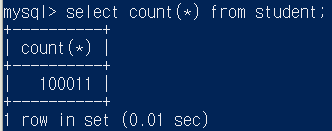 mysql> select count(*) from student;
+----------+
| count(*) |
+----------+
|   100011 |
+----------+
1 row in set (0.01 sec)